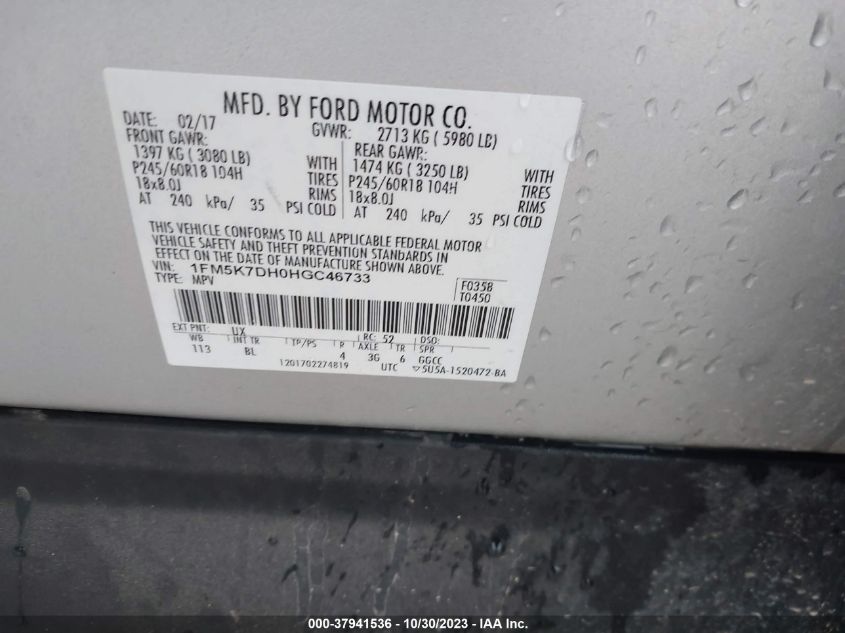 MFD. BY FORD MOTOR CO.
DATE: 02/17 GVWR: 2713 KG ( 5980 LB)
FRONT GAWR: REAR GAWR:
1397 KG ( 3080 LB) WITH 1474 KG ( 3250 LB) WITH
P245/60R18 104H TIRES P245/60R18 104H TIRES
18x8.0J RIMS 18x8.0J RIMS
AT 240 kPa/ 35 PSI COLD AT 240 kPa/ 35 PSI COLD
THIS VEHICLE CONFORMS TO ALL APPLICABLE FEDERAL MOTOR
VEHICLE SAFETY AND THEFT PREVENTION STANDARDS IN
EFFECT ON THE DATE OF MANUFACTURE SHOWN ABOVE.
VIN: 1FM5K7DH0HGC46733
TYPE: MPV
F0358
T0450
EXT PNT: UX RC: 52 DSO:
WB INT TR TP/PS R AXLE TR SPR
113 BL 4 3G 6 GGCC
1201702274819 UTC ▽5U5A-1520472-BA
000-37941536 - 10/30/2023 - Copyright © IAA, Inc.